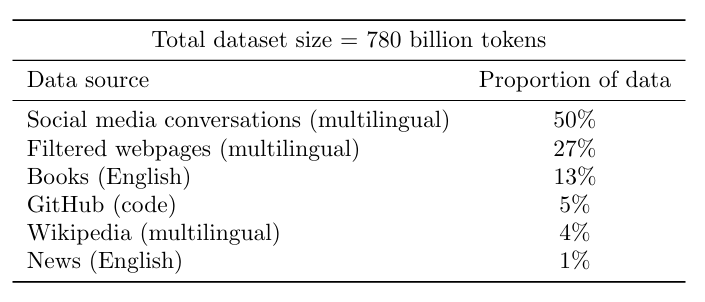 Total dataset size = 780 billion tokens
Data source Proportion of data
Social media conversations (multilingual) 50%
Filtered webpages (multilingual) 27%
Books (English) 13%
GitHub (code) 5%
Wikipedia (multilingual) 4%
News (English) 1%